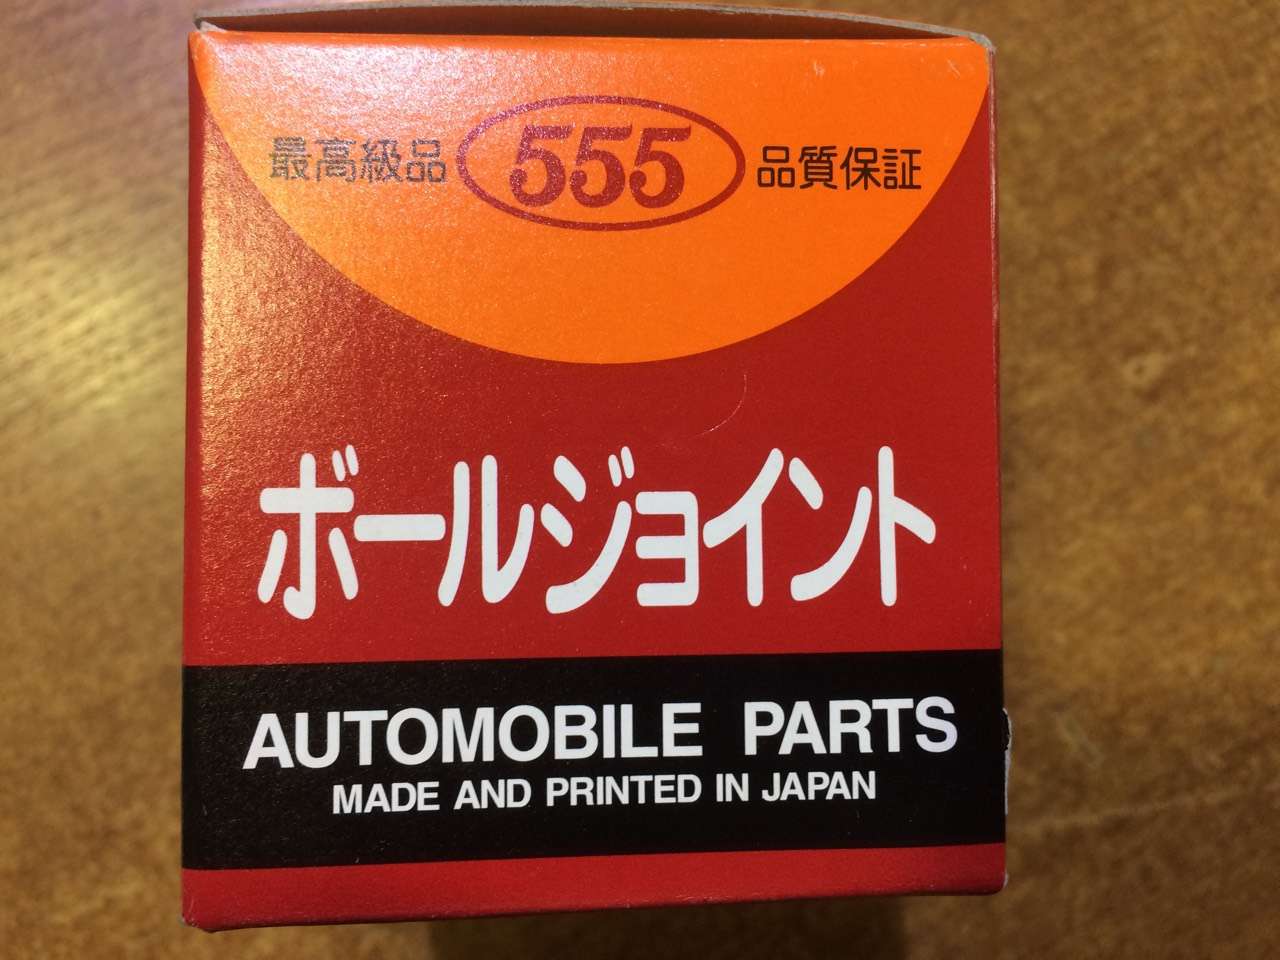 最高級品 555 品質保証
ボールジョイント
AUTOMOBILE PARTS
MADE AND PRINTED IN JAPAN